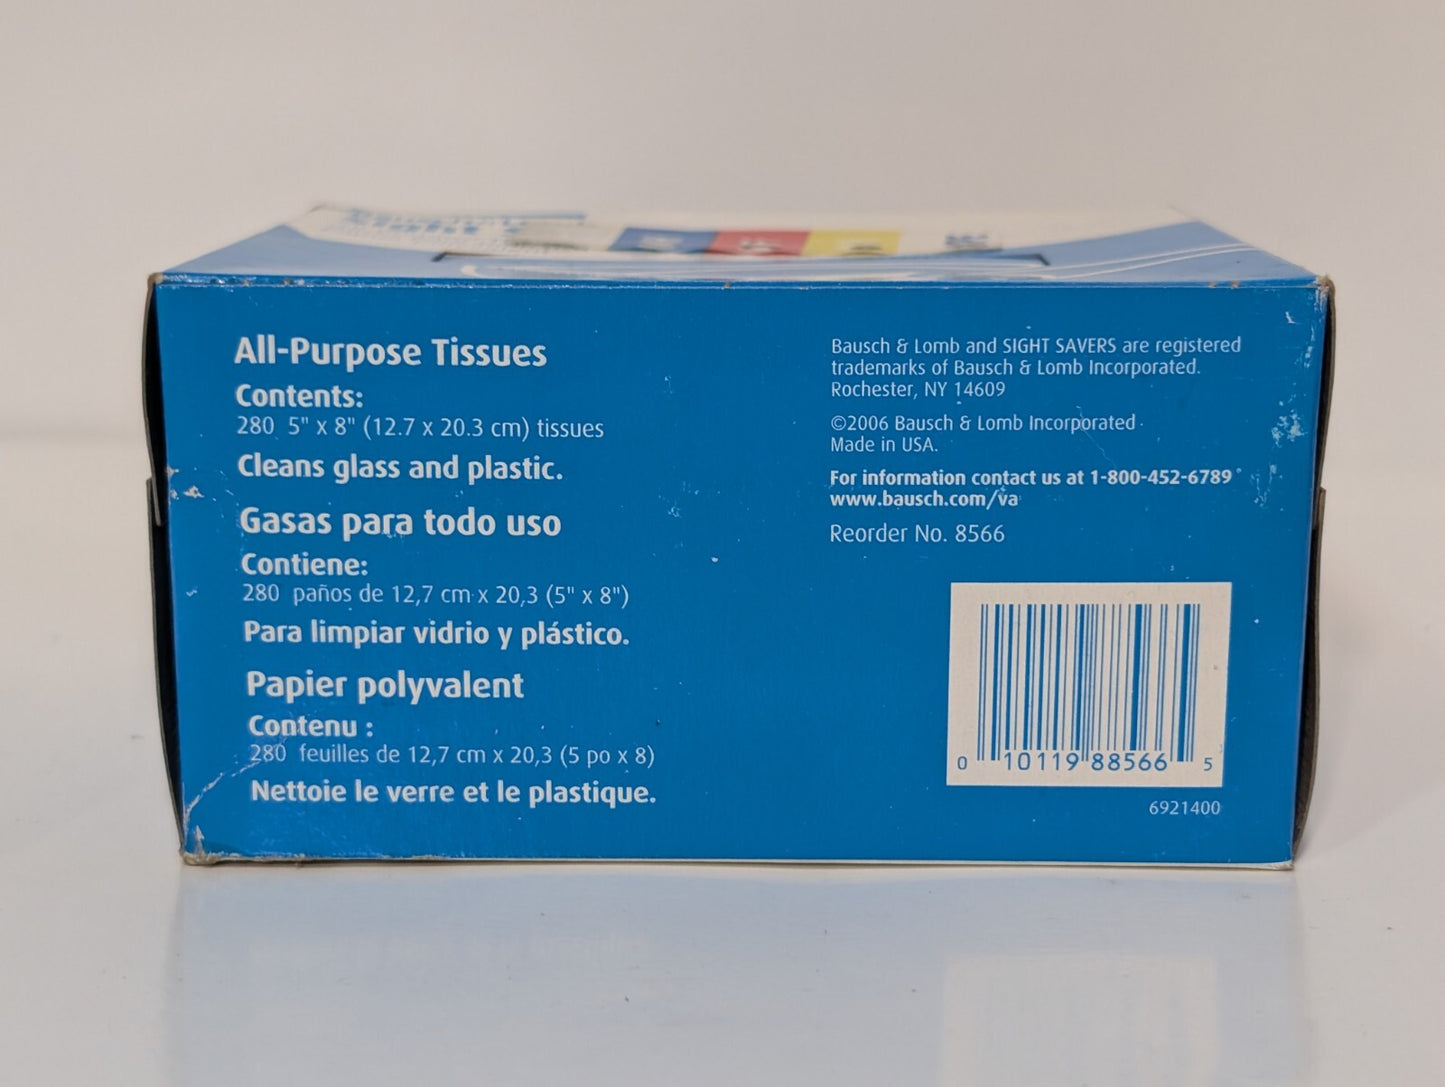 All-Purpose Tissues
Contents:
280 5" x 8" (12.7 x 20.3 cm) tissues
Cleans glass and plastic.
Gasas para todo uso
Contiene:
280 paños de 12,7 cm x 20,3 (5" x 8")
Para limpiar vidrio y plástico.
Papier polyvalent
Contenu :
280 feuilles de 12,7 cm x 20,3 (5 po x 8)
Nettoie le verre et le plastique.
Bausch & Lomb and SIGHT SAVERS are registered
trademarks of Bausch & Lomb Incorporated.
Rochester, NY 14609
©2006 Bausch & Lomb Incorporated
Made in USA.
For information contact us at 1-800-452-6789
www.bausch.com/va
Reorder No. 8566
0 10119 88566 5
6921400